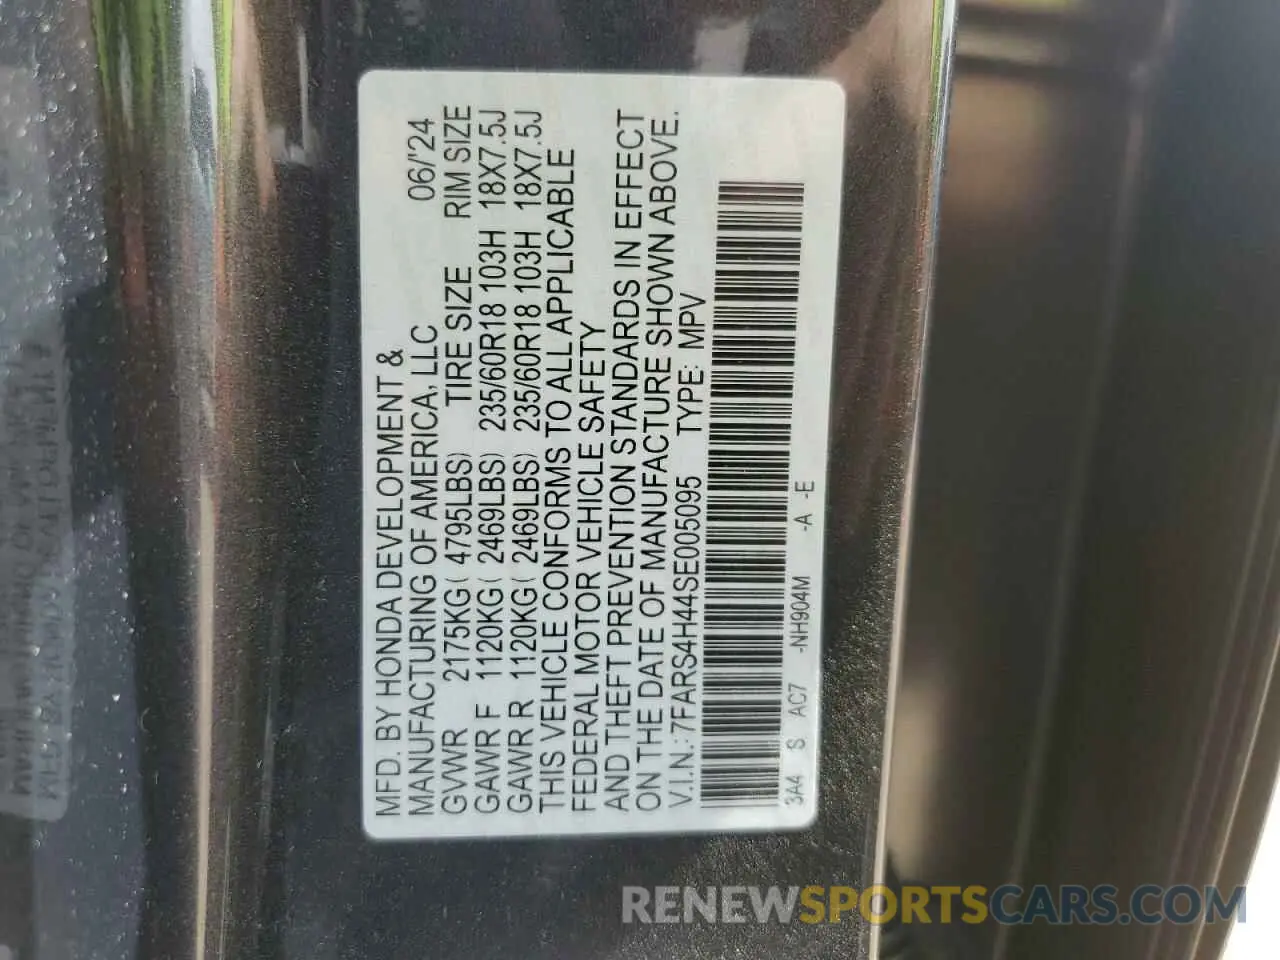 MFD. BY HONDA DEVELOPMENT &
MANUFACTURING OF AMERICA, LLC 06/'24
GVWR 2175KG( 4795LBS) TIRE SIZE RIM SIZE
GAWR F 1120KG( 2469LBS) 235/60R18 103H 18X7.5J
GAWR R 1120KG( 2469LBS) 235/60R18 103H 18X7.5J
THIS VEHICLE CONFORMS TO ALL APPLICABLE
FEDERAL MOTOR VEHICLE SAFETY
AND THEFT PREVENTION STANDARDS IN EFFECT
ON THE DATE OF MANUFACTURE SHOWN ABOVE.
V.I.N.: 7FARS4H44SE005095 TYPE: MPV
3A4 S AC7 -NH904M -A -E
RENEWSPORTSCARS.COM